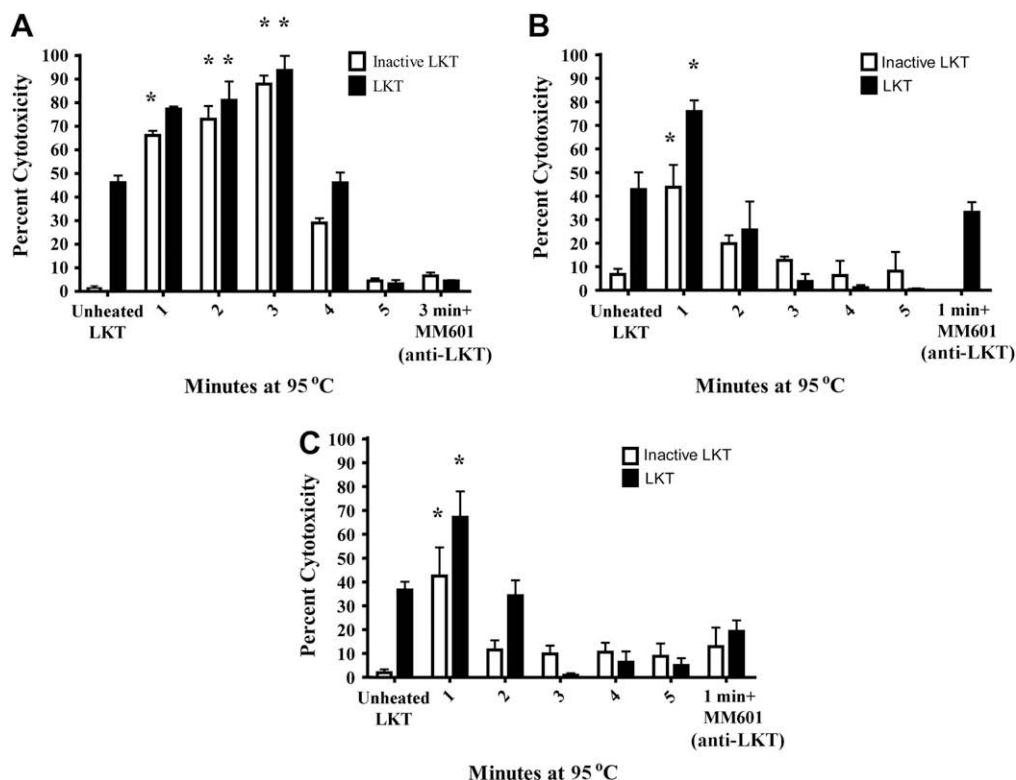 A
* * * * *
Inactive LKT
LKT
Percent Cytotoxicity
100
90
80
70
60
50
40
30
20
10
0
Unheated LKT 1 2 3 4 5 3 min+ MM601 (anti-LKT)
Minutes at 95 °C
B
* *
Inactive LKT
LKT
Percent Cytotoxicity
100
90
80
70
60
50
40
30
20
10
0
Unheated LKT 1 2 3 4 5 1 min+ MM601 (anti-LKT)
Minutes at 95 °C
C
* *
Inactive LKT
LKT
Percent Cytotoxicity
100
90
80
70
60
50
40
30
20
10
0
Unheated LKT 1 2 3 4 5 1 min+ MM601 (anti-LKT)
Minutes at 95 °C